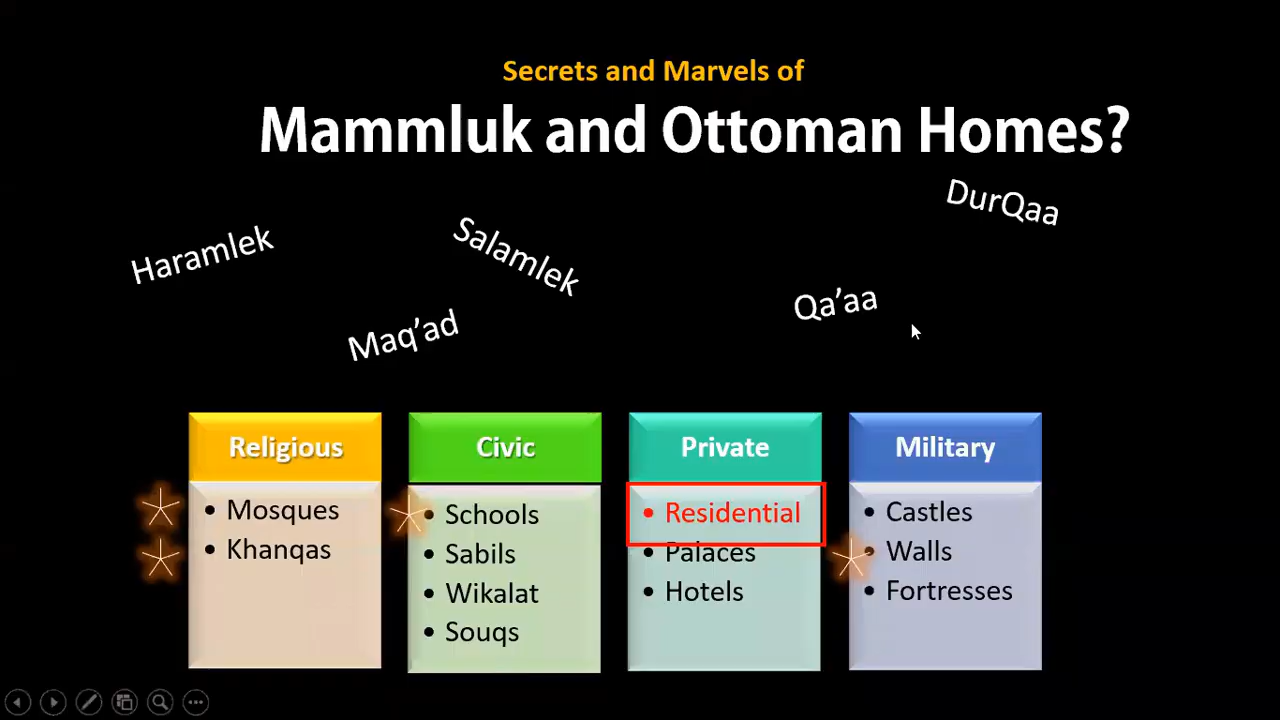 Secrets and Marvels of
Mammluk and Ottoman Homes?
DurQaa
Haramlek
Salamlek
Qa’aa
Maq’ad
Religious
• Mosques
• Khanqas
Civic
• Schools
• Sabils
• Wikalat
• Souqs
Private
• Residential
• Palaces
• Hotels
Military
• Castles
• Walls
• Fortresses